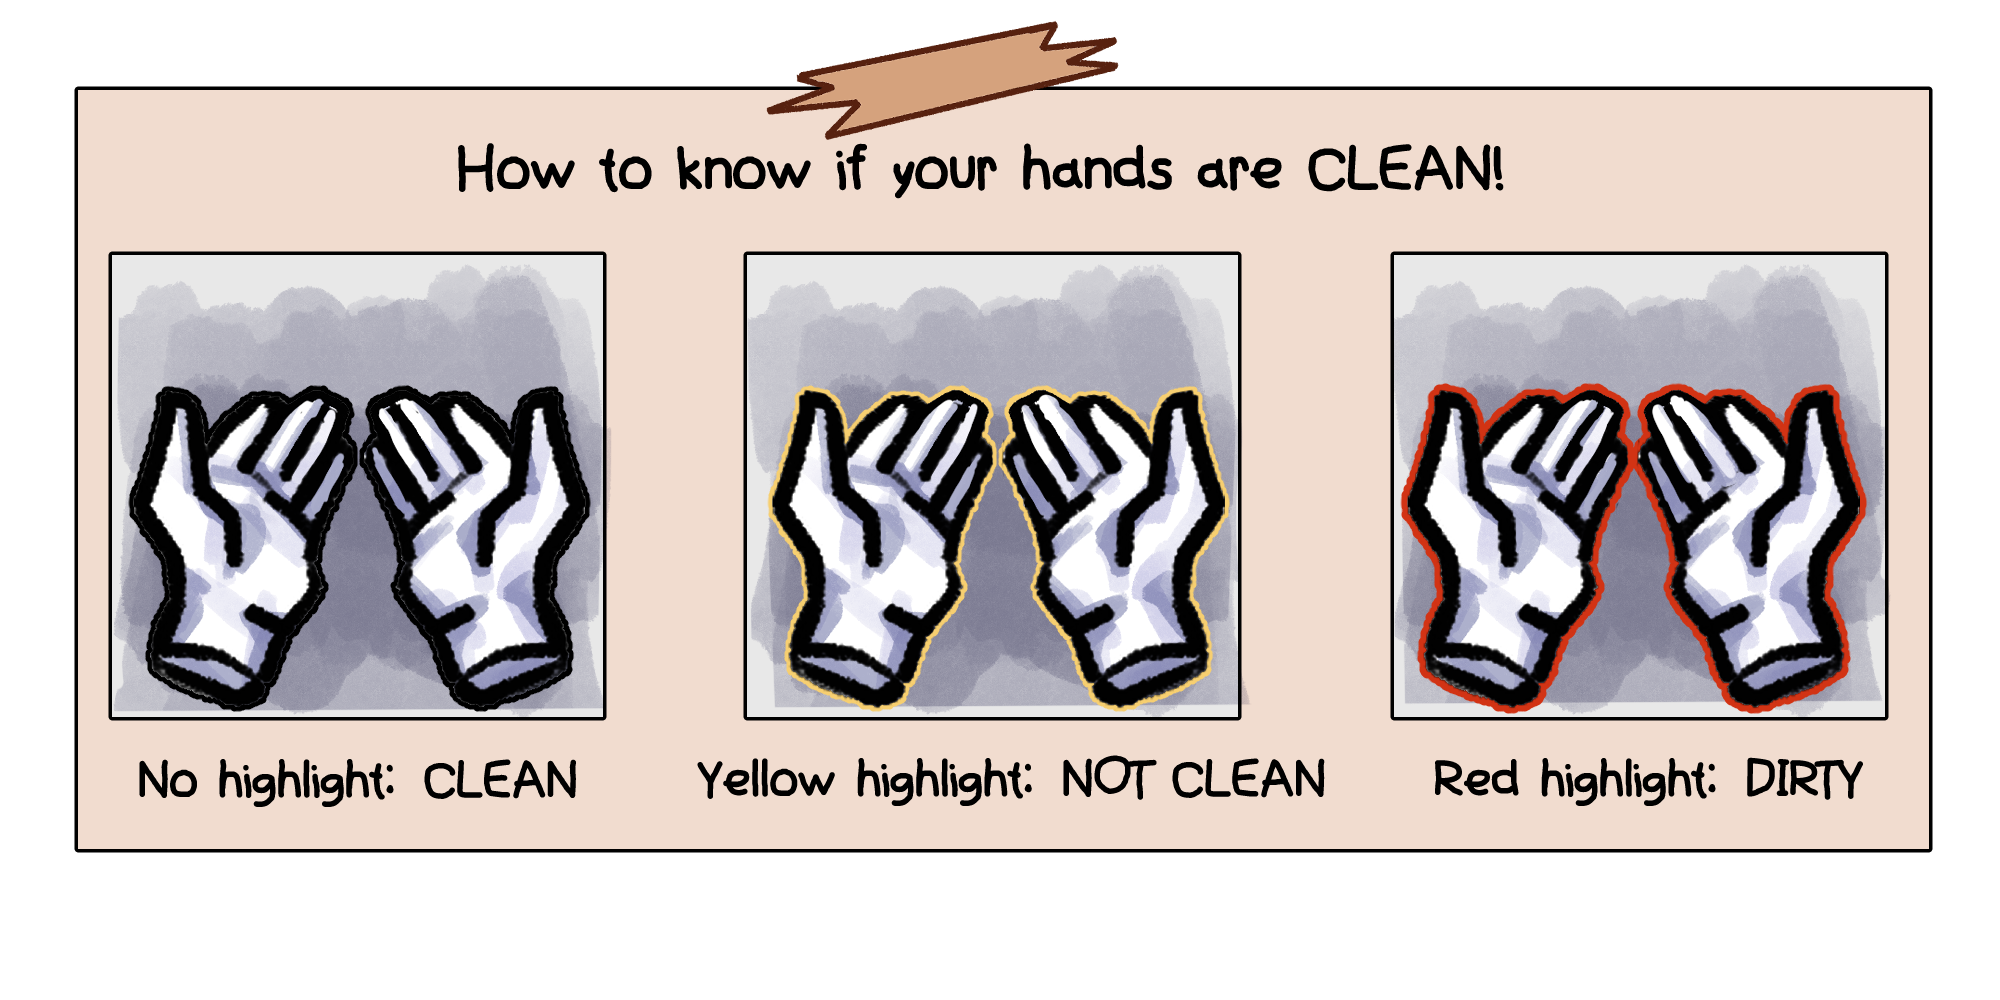 How to know if your hands are CLEAN!
No highlight: CLEAN
Yellow highlight: NOT CLEAN
Red highlight: DIRTY